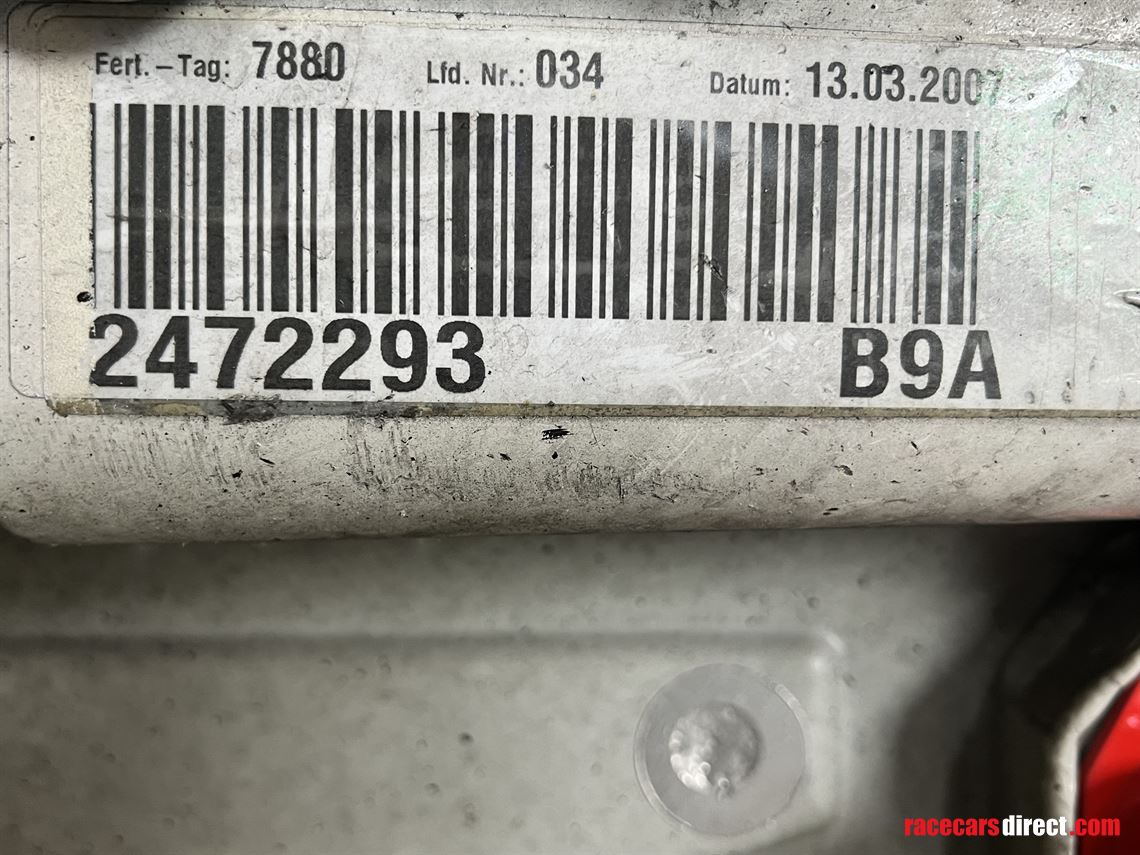 Fert.–Tag: 7880 Lfd. Nr.: 034 Datum: 13.03.2007
2472293 B9A
racecarsdirect.com